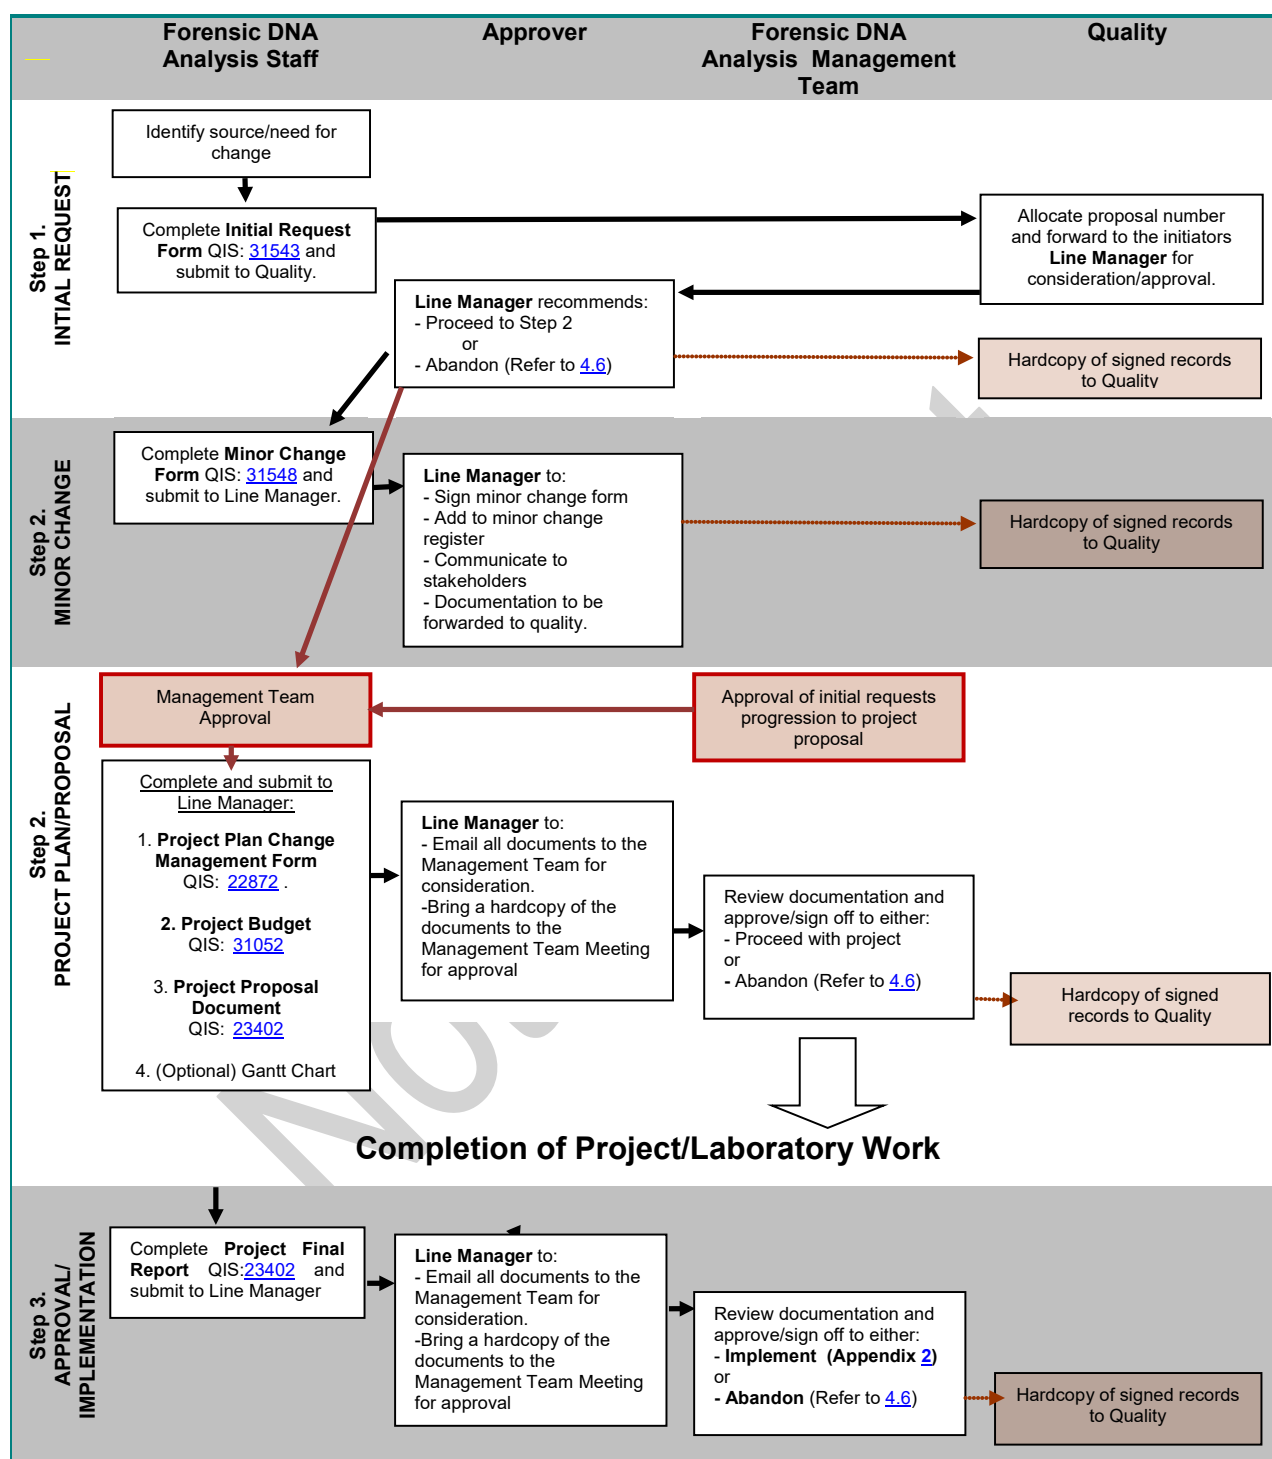 Forensic DNA
Analysis Staff
Approver
Forensic DNA
Analysis Management
Team
Quality
Step 1.
INTIAL REQUEST
Identify source/need for
change
Complete Initial Request
Form QIS: 31543 and
submit to Quality.
Allocate proposal number
and forward to the initiators
Line Manager for
consideration/approval.
Line Manager recommends:
- Proceed to Step 2
or
- Abandon (Refer to 4.6)
Hardcopy of signed records
to Quality
Step 2.
MINOR CHANGE
Complete Minor Change
Form QIS: 31548 and
submit to Line Manager.
Line Manager to:
- Sign minor change form
- Add to minor change
register
- Communicate to
stakeholders
- Documentation to be
forwarded to quality.
Hardcopy of signed records
to Quality
Step 2.
PROJECT PLAN/PROPOSAL
Management Team
Approval
Approval of initial requests
progression to project
proposal
Complete and submit to
Line Manager:
1. Project Plan Change
Management Form
QIS: 22872 .
2. Project Budget
QIS: 31052
3. Project Proposal
Document
QIS: 23402
4. (Optional) Gantt Chart
Line Manager to:
- Email all documents to the
Management Team for
consideration.
-Bring a hardcopy of the
documents to the
Management Team Meeting
for approval
Review documentation and
approve/sign off to either:
- Proceed with project
or
- Abandon (Refer to 4.6)
Hardcopy of signed
records to Quality
Completion of Project/Laboratory Work
Step 3.
APPROVAL/
IMPLEMENTATION
Complete Project Final
Report QIS:23402 and
submit to Line Manager
Line Manager to:
- Email all documents to the
Management Team for
consideration.
-Bring a hardcopy of the
documents to the
Management Team Meeting
for approval
Review documentation and
approve/sign off to either:
- Implement (Appendix 2)
or
- Abandon (Refer to 4.6)
Hardcopy of signed records
to Quality